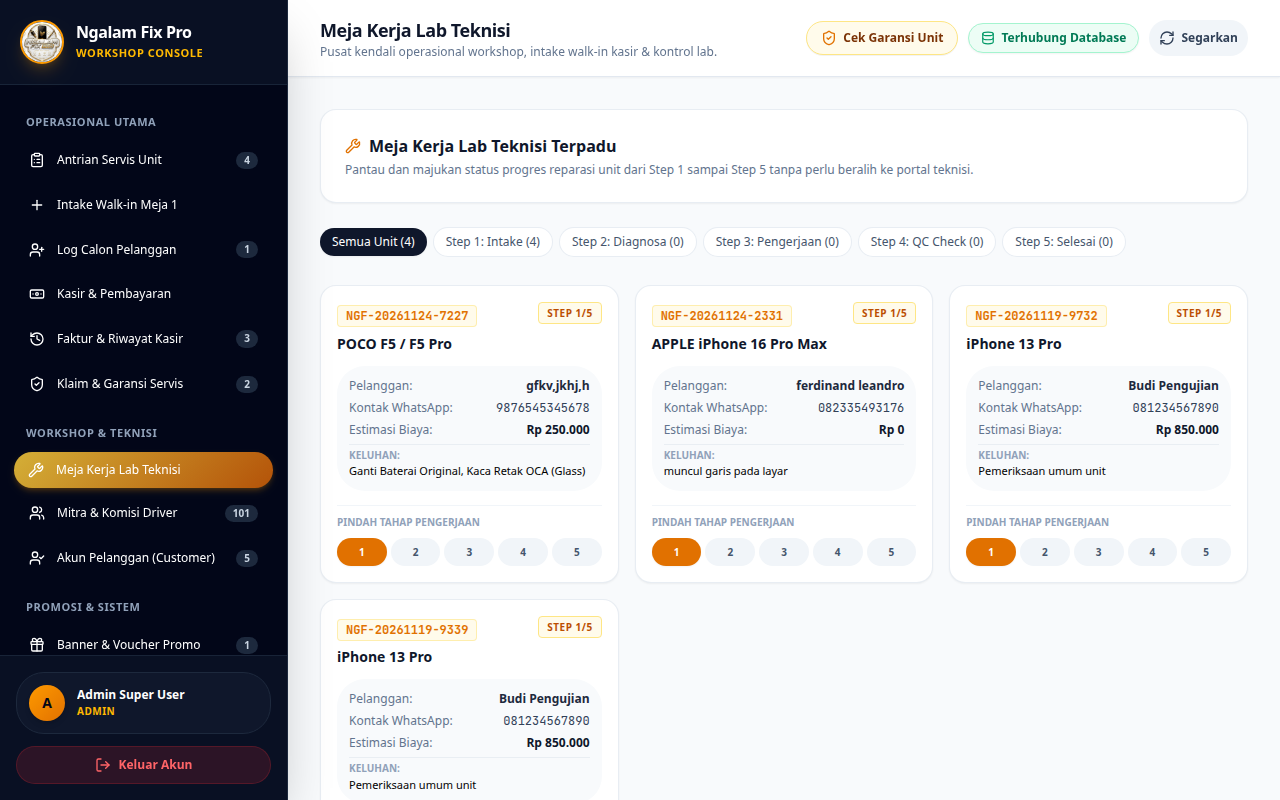 Ngalam Fix Pro
WORKSHOP CONSOLE
OPERASIONAL UTAMA
Antrian Servis Unit 4
Intake Walk-in Meja 1
Log Calon Pelanggan 1
Kasir & Pembayaran
Faktur & Riwayat Kasir 3
Klaim & Garansi Servis 2
WORKSHOP & TEKNISI
Meja Kerja Lab Teknisi
Mitra & Komisi Driver 101
Akun Pelanggan (Customer) 5
PROMOSI & SISTEM
Banner & Voucher Promo 1
A
Admin Super User
ADMIN
Keluar Akun
Meja Kerja Lab Teknisi
Pusat kendali operasional workshop, intake walk-in kasir & kontrol lab.
Cek Garansi Unit
Terhubung Database
Segarkan
Meja Kerja Lab Teknisi Terpadu
Pantau dan majukan status progres reparasi unit dari Step 1 sampai Step 5 tanpa perlu beralih ke portal teknisi.
Semua Unit (4) Step 1: Intake (4) Step 2: Diagnosa (0) Step 3: Pengerjaan (0) Step 4: QC Check (0) Step 5: Selesai (0)
NGF-20261124-7227 STEP 1/5
POCO F5 / F5 Pro
Pelanggan: gfkv,jkhj,h
Kontak WhatsApp: 9876545345678
Estimasi Biaya: Rp 250.000
KELUHAN:
Ganti Baterai Original, Kaca Retak OCA (Glass)
PINDAH TAHAP PENGERJAAN
1 2 3 4 5
NGF-20261124-2331 STEP 1/5
APPLE iPhone 16 Pro Max
Pelanggan: ferdinand leandro
Kontak WhatsApp: 082335493176
Estimasi Biaya: Rp 0
KELUHAN:
muncul garis pada layar
PINDAH TAHAP PENGERJAAN
1 2 3 4 5
NGF-20261119-9732 STEP 1/5
iPhone 13 Pro
Pelanggan: Budi Pengujian
Kontak WhatsApp: 081234567890
Estimasi Biaya: Rp 850.000
KELUHAN:
Pemeriksaan umum unit
PINDAH TAHAP PENGERJAAN
1 2 3 4 5
NGF-20261119-9339 STEP 1/5
iPhone 13 Pro
Pelanggan: Budi Pengujian
Kontak WhatsApp: 081234567890
Estimasi Biaya: Rp 850.000
KELUHAN:
Pemeriksaan umum unit